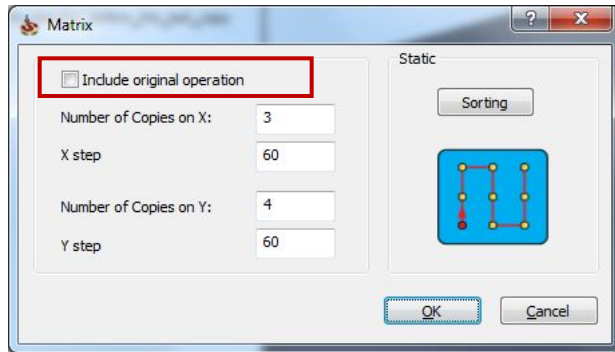 Matrix
?
Include original operation
Number of Copies on X: 3
X step 60
Number of Copies on Y: 4
Y step 60
Static
Sorting
OK
Cancel